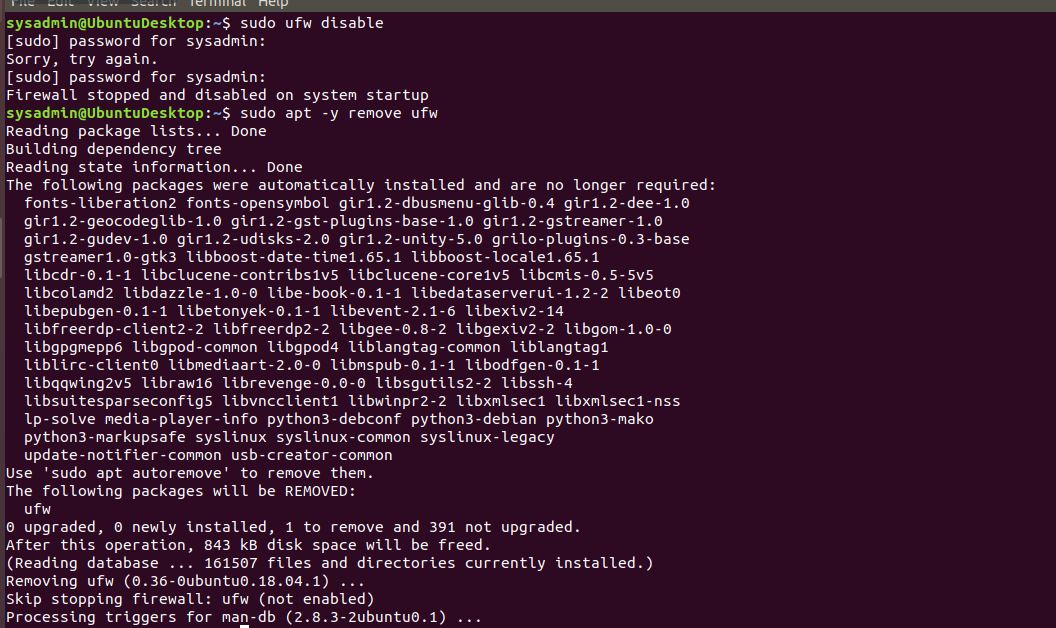 File Edit View Search Terminal Help
sysadmin@UbuntuDesktop:~$ sudo ufw disable
[sudo] password for sysadmin:
Sorry, try again.
[sudo] password for sysadmin:
Firewall stopped and disabled on system startup
sysadmin@UbuntuDesktop:~$ sudo apt -y remove ufw
Reading package lists... Done
Building dependency tree
Reading state information... Done
The following packages were automatically installed and are no longer required:
  fonts-liberation2 fonts-opensymbol gir1.2-dbusmenu-glib-0.4 gir1.2-dee-1.0
  gir1.2-geocodeglib-1.0 gir1.2-gst-plugins-base-1.0 gir1.2-gstreamer-1.0
  gir1.2-gudev-1.0 gir1.2-udisks-2.0 gir1.2-unity-5.0 grilo-plugins-0.3-base
  gstreamer1.0-gtk3 libboost-date-time1.65.1 libboost-locale1.65.1
  libcdr-0.1-1 libclucene-contribs1v5 libclucene-core1v5 libcmis-0.5-5v5
  libcolamd2 libdazzle-1.0-0 libe-book-0.1-1 libedataserverui-1.2-2 libeot0
  libepubgen-0.1-1 libetonyek-0.1-1 libevent-2.1-6 libexiv2-14
  libfreerdp-client2-2 libfreerdp2-2 libgee-0.8-2 libgexiv2-2 libgom-1.0-0
  libgpgmepp6 libgpod-common libgpod4 liblangtag-common liblangtag1
  liblirc-client0 libmediaart-2.0-0 libmspub-0.1-1 libodfgen-0.1-1
  libqqwing2v5 libraw16 librevenge-0.0-0 libsgutils2-2 libssh-4
  libsuitesparseconfig5 libvncclient1 libwinpr2-2 libxmlsec1 libxmlsec1-nss
  lp-solve media-player-info python3-debconf python3-debian python3-mako
  python3-markupsafe syslinux syslinux-common syslinux-legacy
  update-notifier-common usb-creator-common
Use 'sudo apt autoremove' to remove them.
The following packages will be REMOVED:
  ufw
0 upgraded, 0 newly installed, 1 to remove and 391 not upgraded.
After this operation, 843 kB disk space will be freed.
(Reading database ... 161507 files and directories currently installed.)
Removing ufw (0.36-0ubuntu0.18.04.1) ...
Skip stopping firewall: ufw (not enabled)
Processing triggers for man-db (2.8.3-2ubuntu0.1) ...